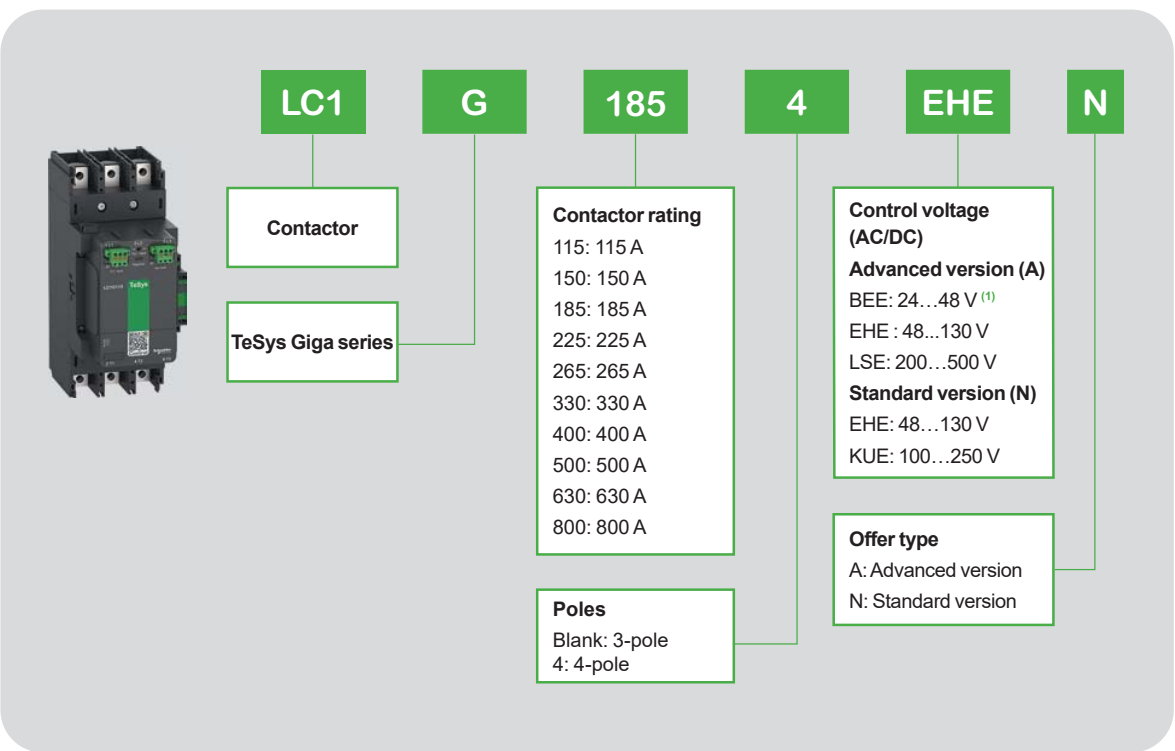 LC1 G 185 4 EHE N
Contactor
TeSys Giga series
Contactor rating
115: 115 A
150: 150 A
185: 185 A
225: 225 A
265: 265 A
330: 330 A
400: 400 A
500: 500 A
630: 630 A
800: 800 A
Poles
Blank: 3-pole
4: 4-pole
Control voltage
(AC/DC)
Advanced version (A)
BEE: 24…48 V (1)
EHE : 48...130 V
LSE: 200…500 V
Standard version (N)
EHE: 48…130 V
KUE: 100…250 V
Offer type
A: Advanced version
N: Standard version
TeSys